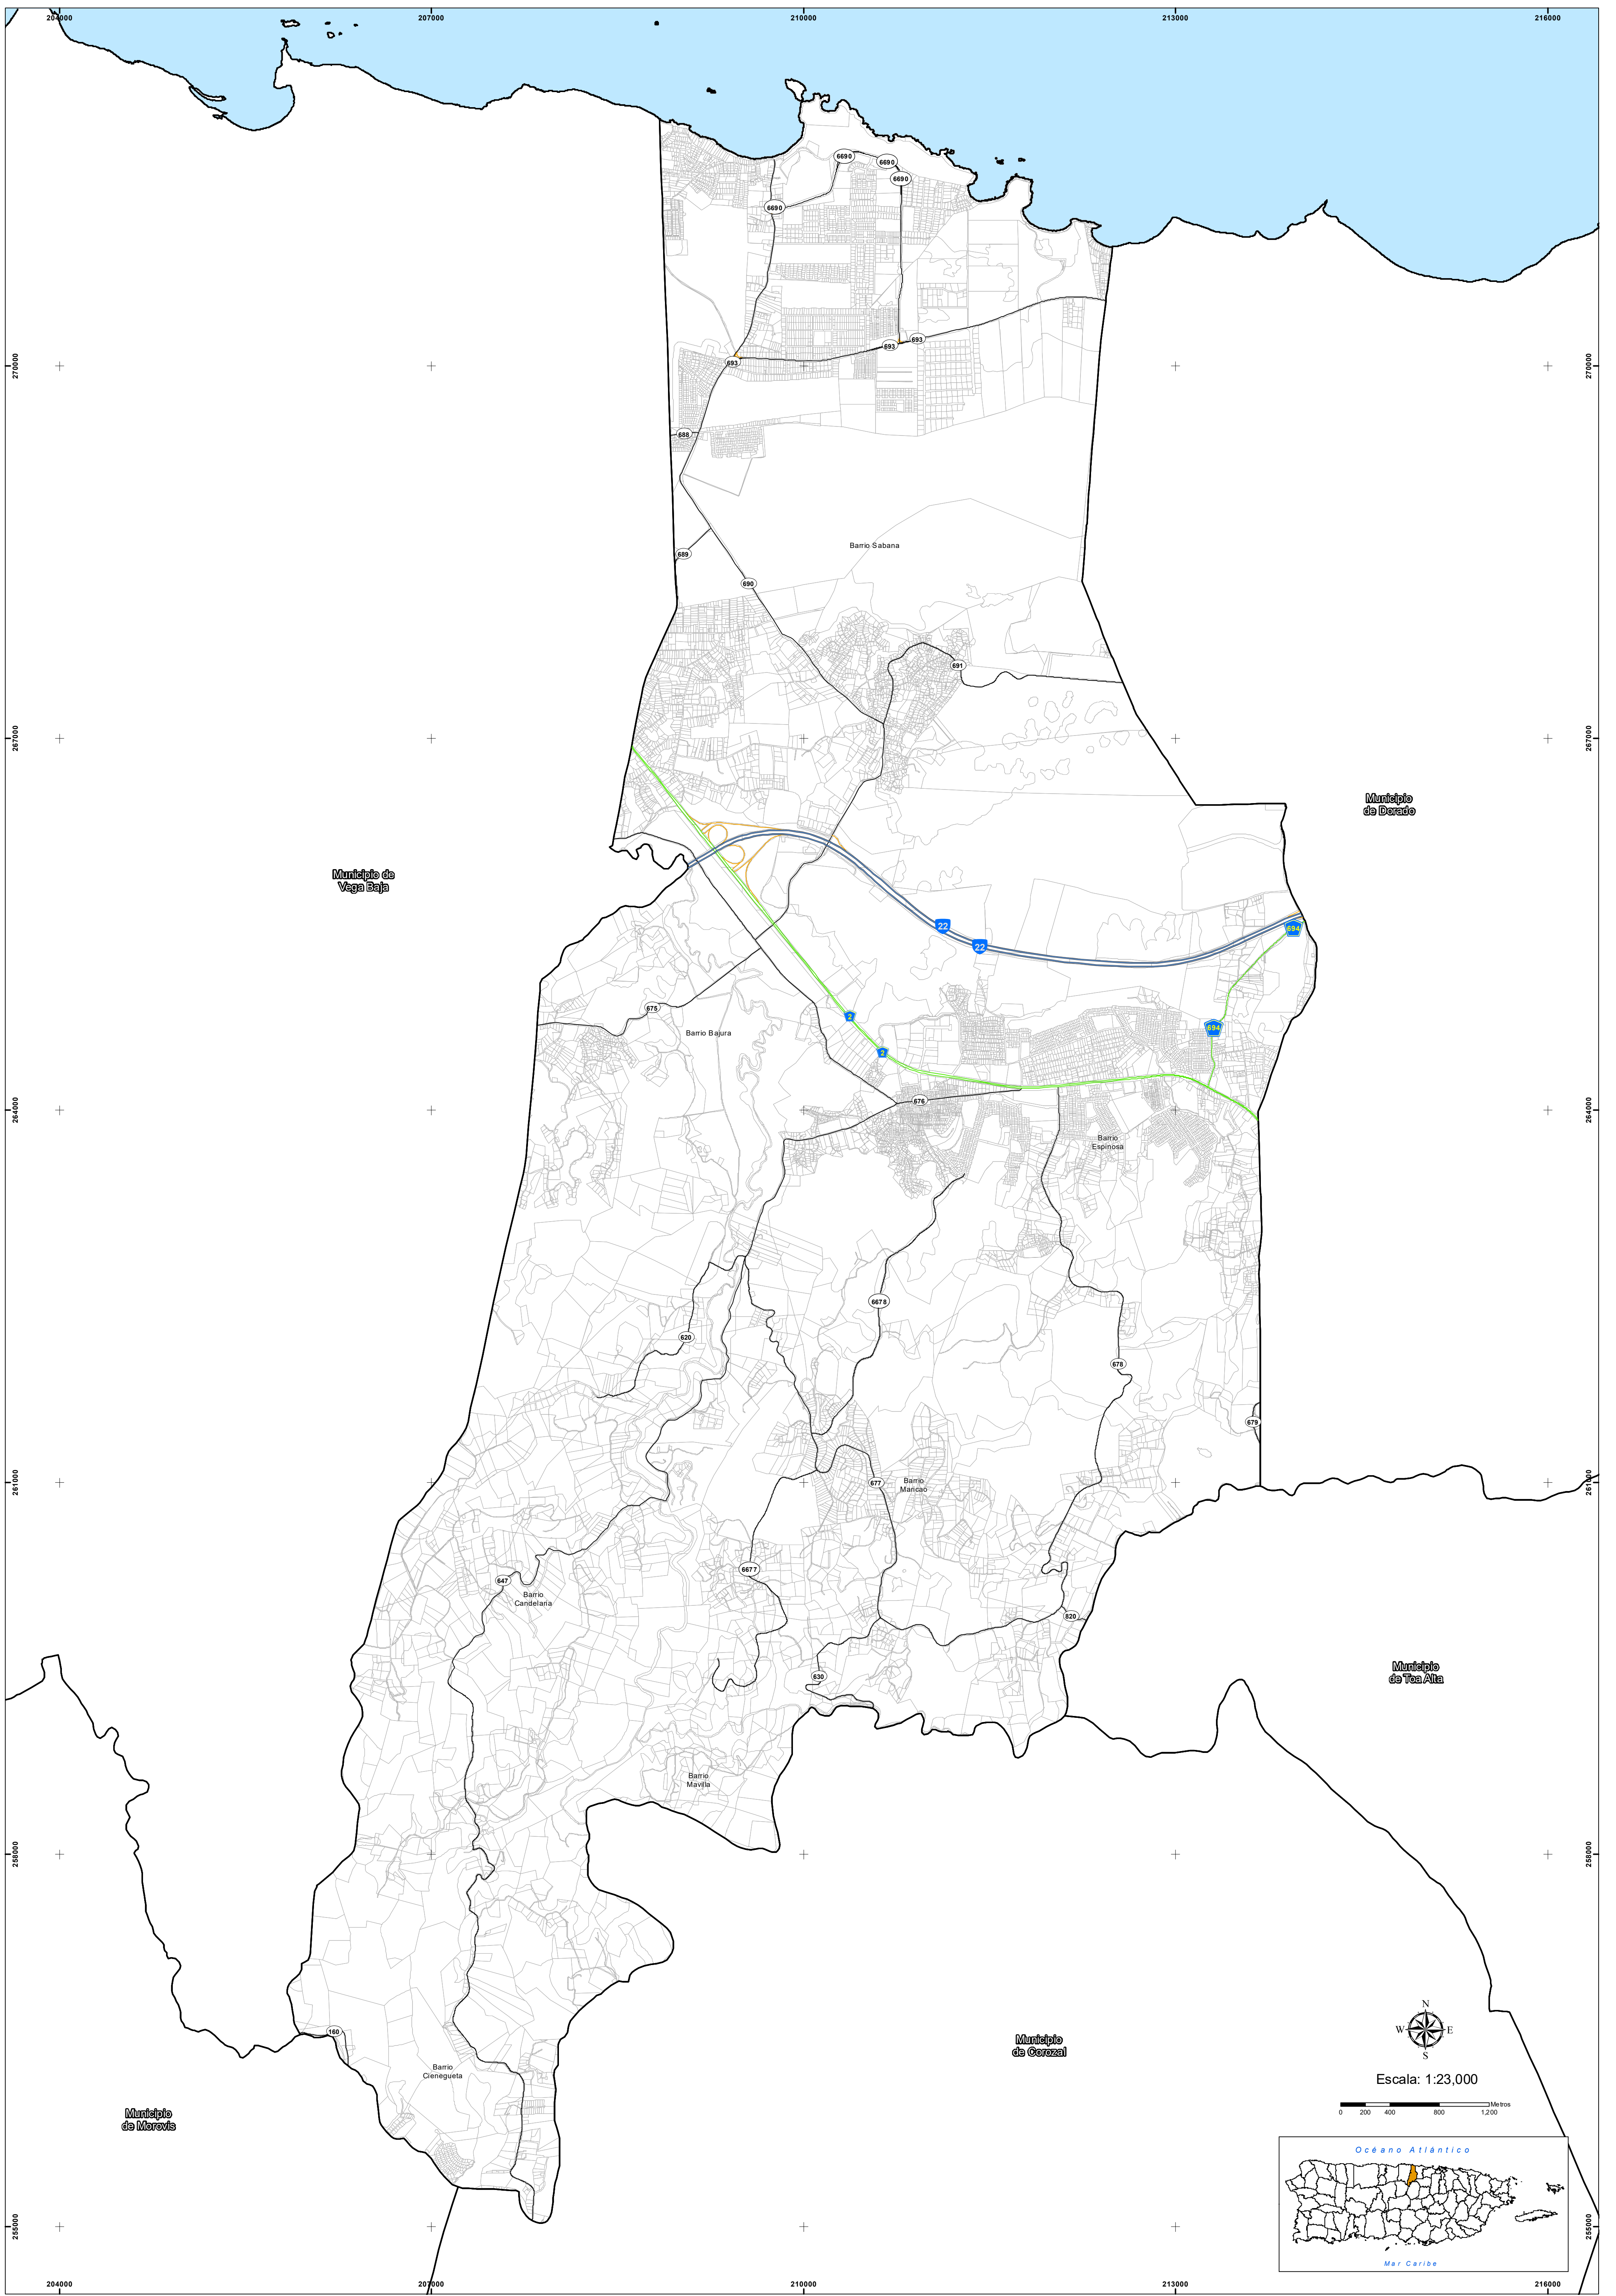 204000
207000
210000
213000
216000
6690
6690
6690
6690
693
693
693
270000
270000
688
Barrio Sabana
689
690
691
267000
267000
Municipio
de Dorado
Municipio de
Vega Baja
22
22
694
675
2
694
Barrio Bajura
2
676
264000
264000
Barrio
Espinosa
6678
620
678
679
677
Barrio
Maricao
261000
261000
6677
647
Barrio
Candelaria
820
630
Municipio
de Toa Alta
Barrio
Mavilla
258000
258000
160
Barrio
Cienegueta
Municipio
de Corozal
Municipio
de Morovis
N
W
E
S
Escala: 1:23,000
Metros
0
200
400
800
1,200
Océano Atlántico
Mar Caribe
255000
255000
204000
207000
210000
213000
216000